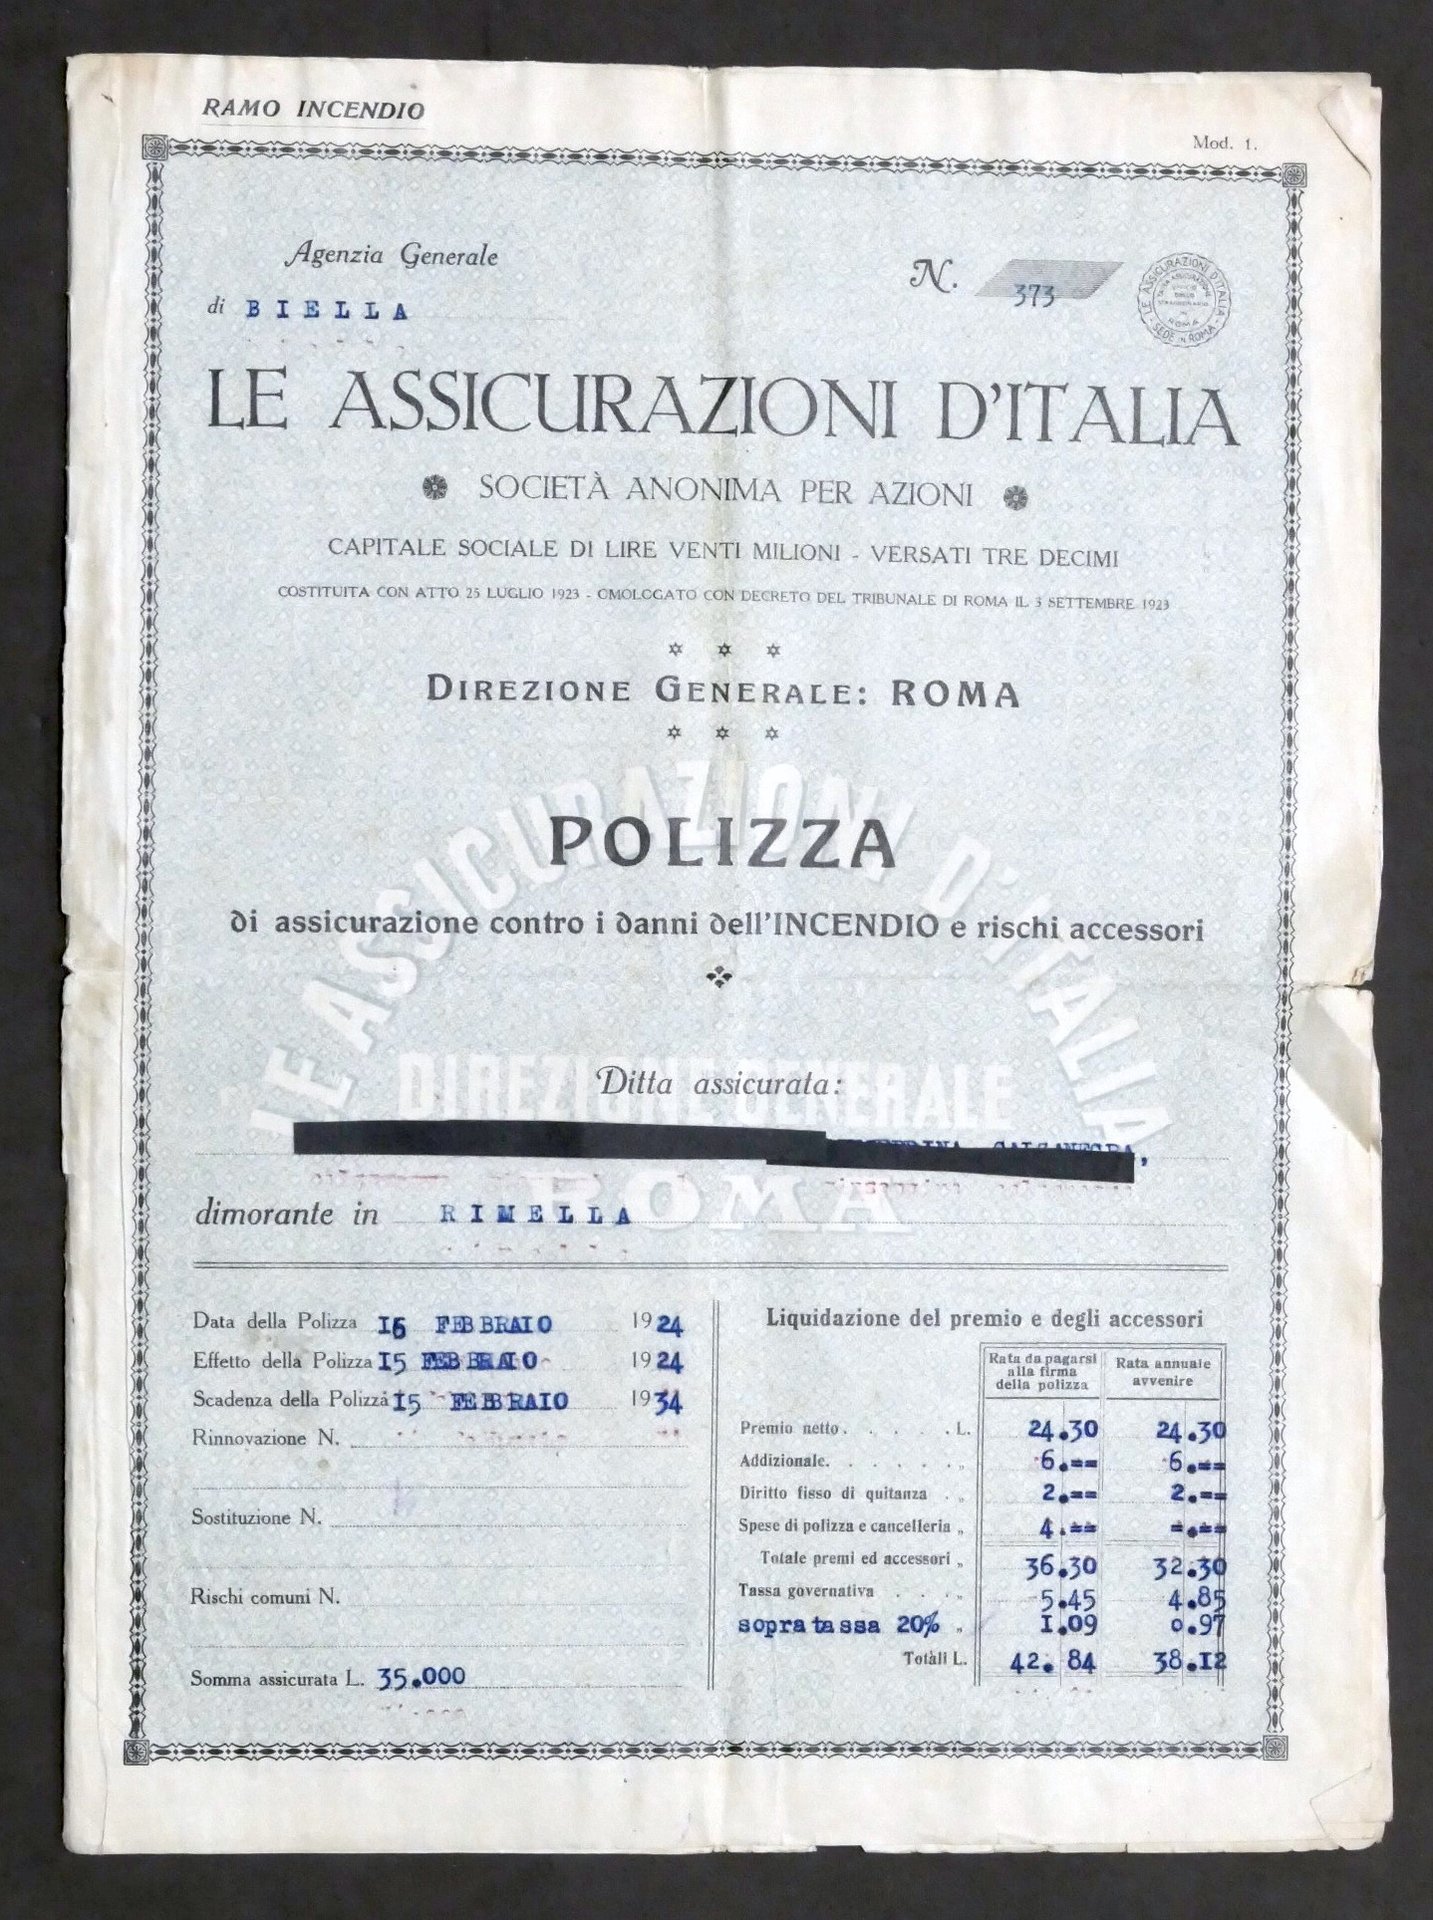 RAMO INCENDIO
Mod. 1.
Agenzia Generale
di BIELLA
N. 373
LE ASSICURAZIONI D'ITALIA
SEDE IN ROMA
LE ASSICURAZIONI D'ITALIA
SOCIETÀ ANONIMA PER AZIONI
CAPITALE SOCIALE DI LIRE VENTI MILIONI - VERSATI TRE DECIMI
COSTITUITA CON ATTO 25 LUGLIO 1923 - OMOLOGATO CON DECRETO DEL TRIBUNALE DI ROMA IL 3 SETTEMBRE 1923
DIREZIONE GENERALE: ROMA
LE ASSICURAZIONI D'ITALIA
POLIZZA
di assicurazione contro i danni dell'INCENDIO e rischi accessori
DIREZIONE GENERALE
Ditta assicurata:
ROMA
dimorante in RIMELLA
Data della Polizza 16 FEBBRAIO 1924
Effetto della Polizza 15 FEBBRAIO 1924
Scadenza della Polizza 15 FEBBRAIO 1934
Rinnovazione N.
Sostituzione N.
Rischi comuni N.
Somma assicurata L. 35.000
Liquidazione del premio e degli accessori
Rata da pagarsi alla firma della polizza Rata annuale avvenire
Premio netto . . . . . L. 24.30 24.30
Addizionale. . . . . . „ 6.== 6.==
Diritto fisso di quitanza . „ 2.== 2.==
Spese di polizza e cancelleria „ 4.== =.==
Totale premi ed accessori „ 36.30 32.30
Tassa governativa . . . „ 5.45 4.85
sopratassa 20% „ 1.09 0.97
Totali L. 42.84 38.12